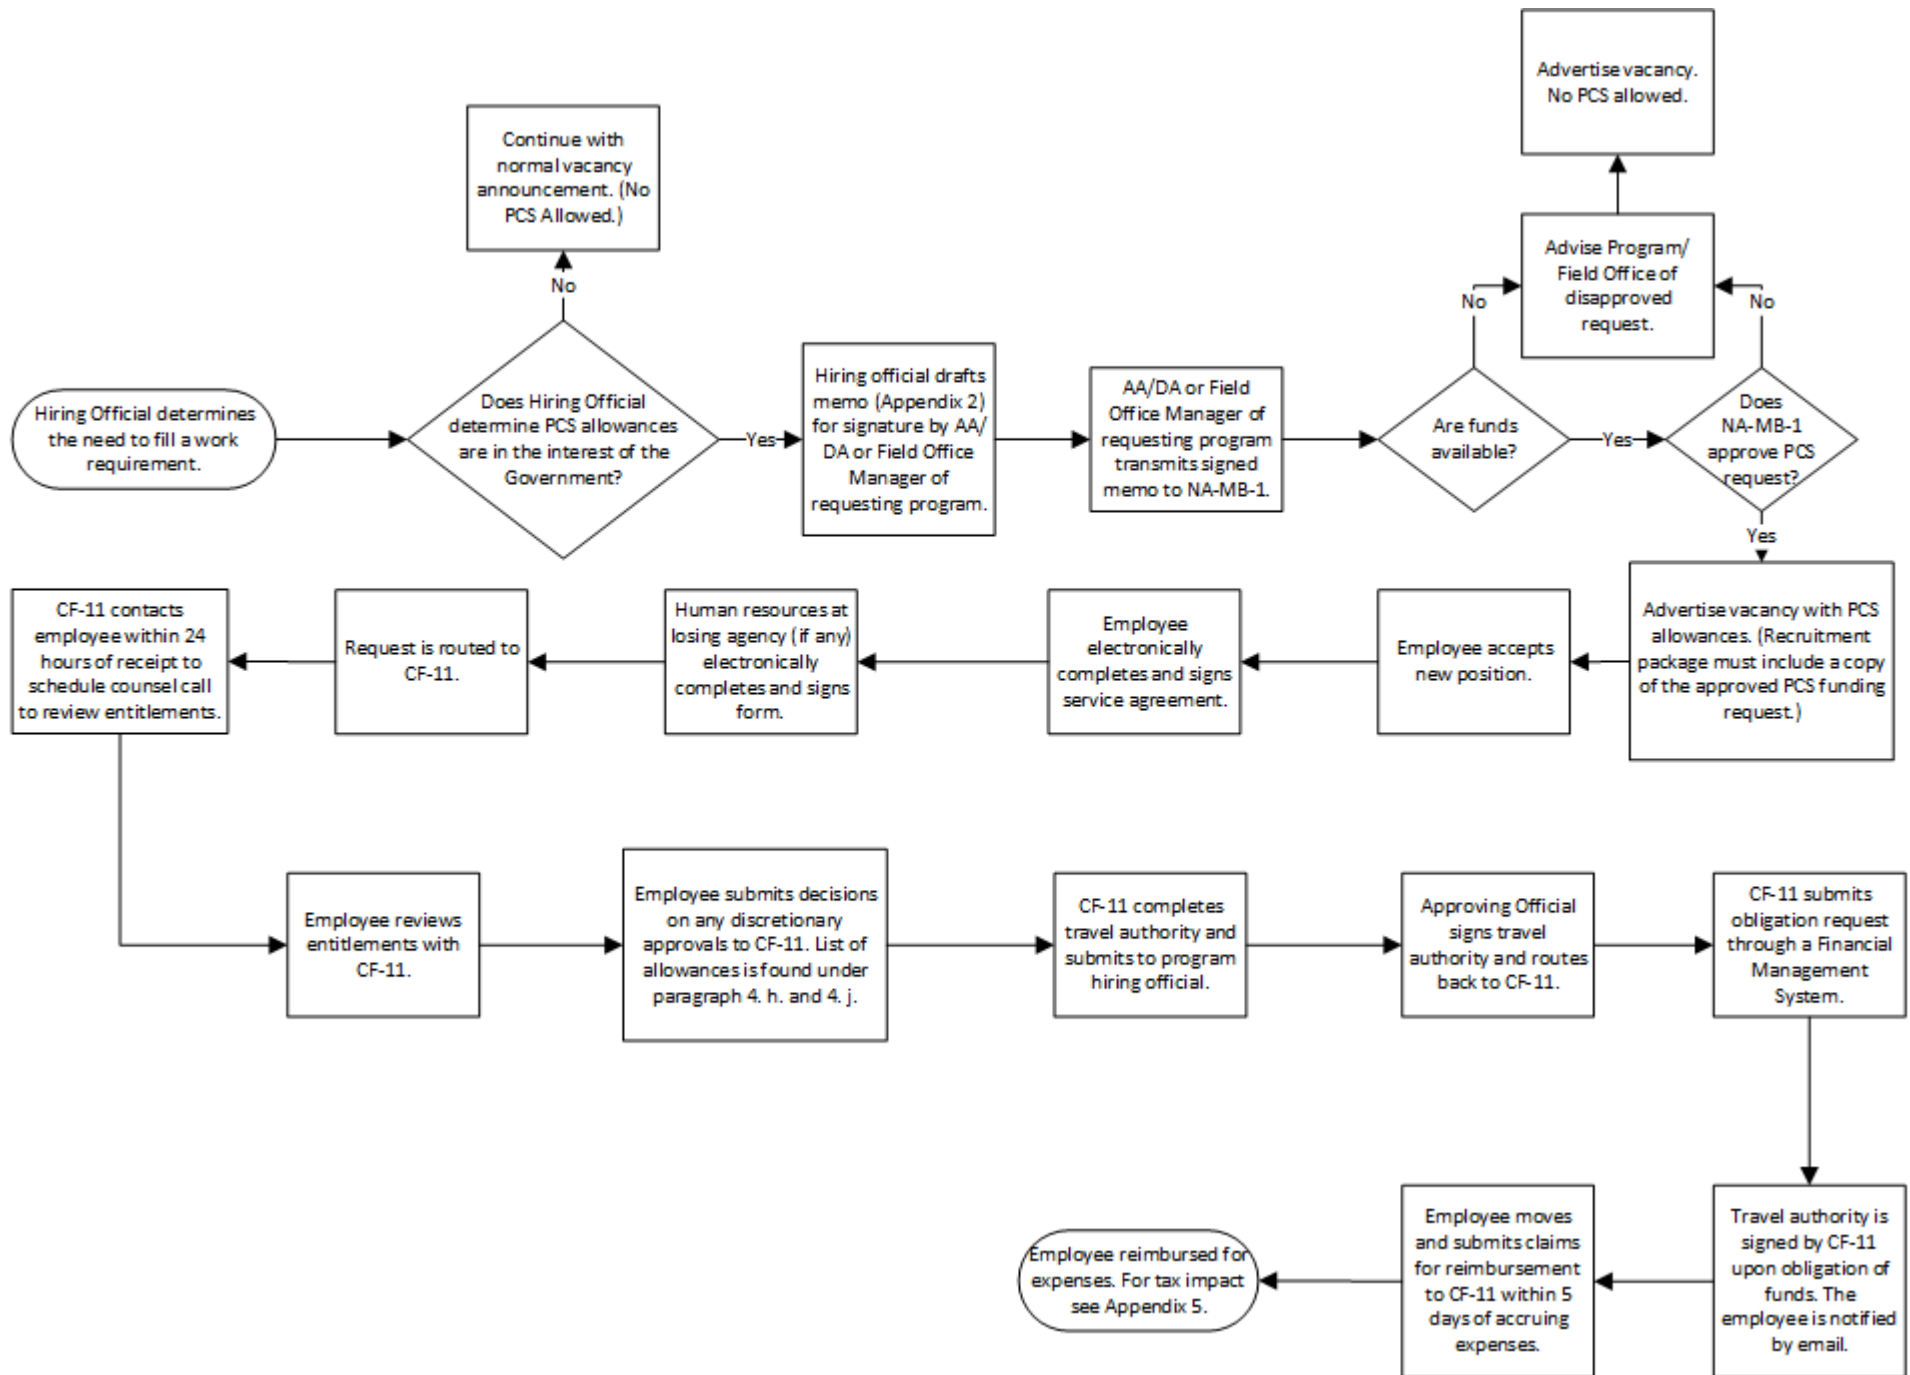 Advertise vacancy.
No PCS allowed.
Continue with
normal vacancy
announcement. (No
PCS Allowed.)
No
Advise Program/
Field Office of
disapproved
request.
No
No
Hiring Official determines
the need to fill a work
requirement.
Does Hiring Official
determine PCS allowances
are in the interest of the
Government?
Yes
Hiring official drafts
memo (Appendix 2)
for signature by AA/
DA or Field Office
Manager of
requesting program.
AA/DA or Field
Office Manager of
requesting program
transmits signed
memo to NA-MB-1.
Are funds
available?
Yes
Does
NA-MB-1
approve PCS
request?
Yes
Advertise vacancy with PCS
allowances. (Recruitment
package must include a copy
of the approved PCS funding
request.)
Employee accepts
new position.
Employee
electronically
completes and signs
service agreement.
Human resources at
losing agency (if any)
electronically
completes and signs
form.
Request is routed to
CF-11.
CF-11 contacts
employee within 24
hours of receipt to
schedule counsel call
to review entitlements.
Employee reviews
entitlements with
CF-11.
Employee submits decisions
on any discretionary
approvals to CF-11. List of
allowances is found under
paragraph 4. h. and 4. j.
CF-11 completes
travel authority and
submits to program
hiring official.
Approving Official
signs travel
authority and routes
back to CF-11.
CF-11 submits
obligation request
through a Financial
Management
System.
Travel authority is
signed by CF-11
upon obligation of
funds. The
employee is notified
by email.
Employee moves
and submits claims
for reimbursement
to CF-11 within 5
days of accruing
expenses.
Employee reimbursed for
expenses. For tax impact
see Appendix 5.